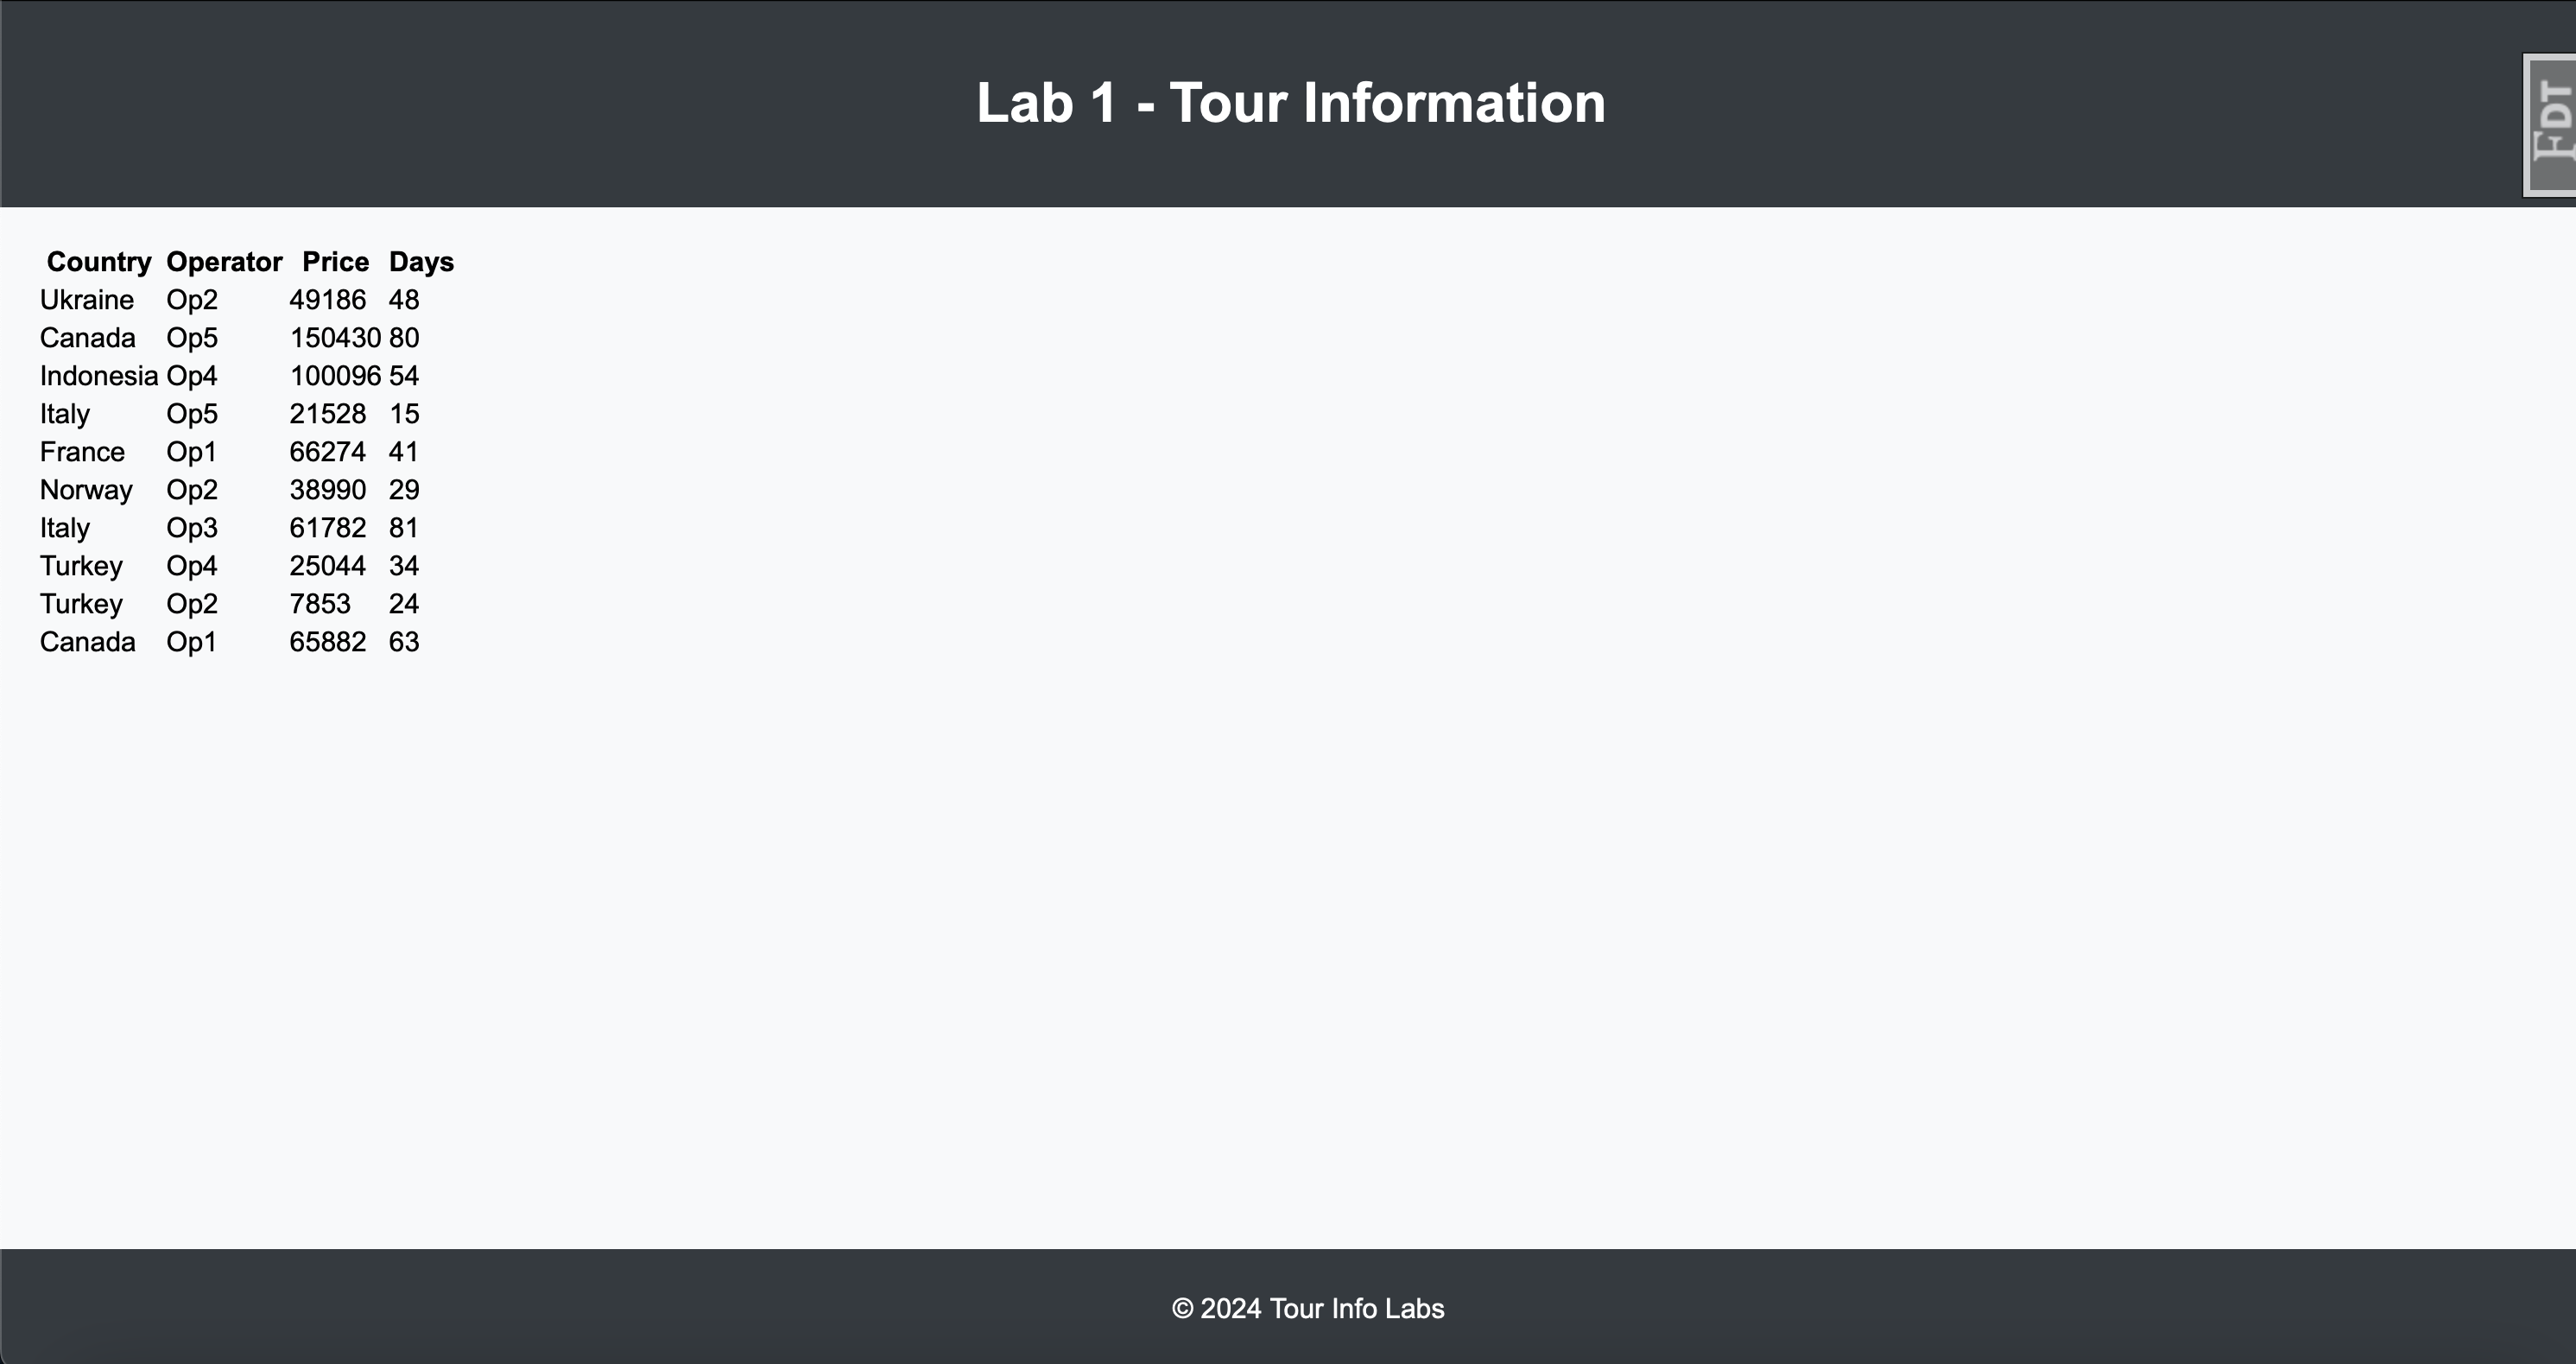 Lab 1 - Tour Information
FDT
Country Operator Price Days
Ukraine Op2 49186 48
Canada Op5 150430 80
Indonesia Op4 100096 54
Italy Op5 21528 15
France Op1 66274 41
Norway Op2 38990 29
Italy Op3 61782 81
Turkey Op4 25044 34
Turkey Op2 7853 24
Canada Op1 65882 63
© 2024 Tour Info Labs